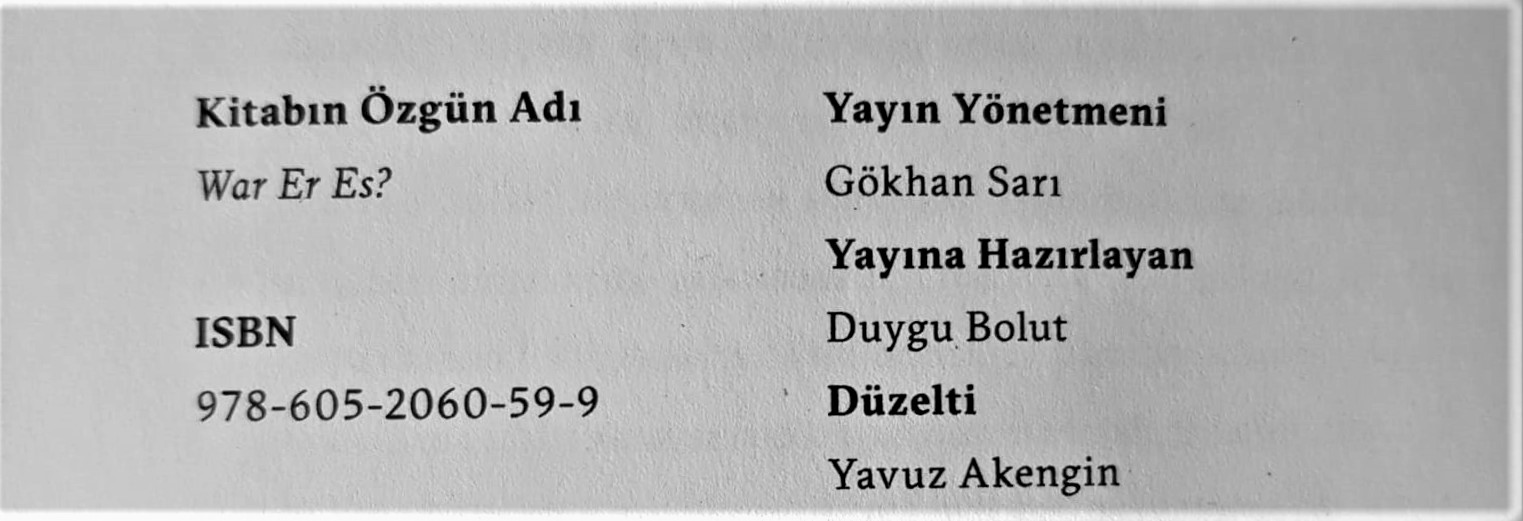 Kitabın Özgün Adı
War Er Es?
ISBN
978-605-2060-59-9
Yayın Yönetmeni
Gökhan Sarı
Yayına Hazırlayan
Duygu Bolut
Düzelti
Yavuz Akengin